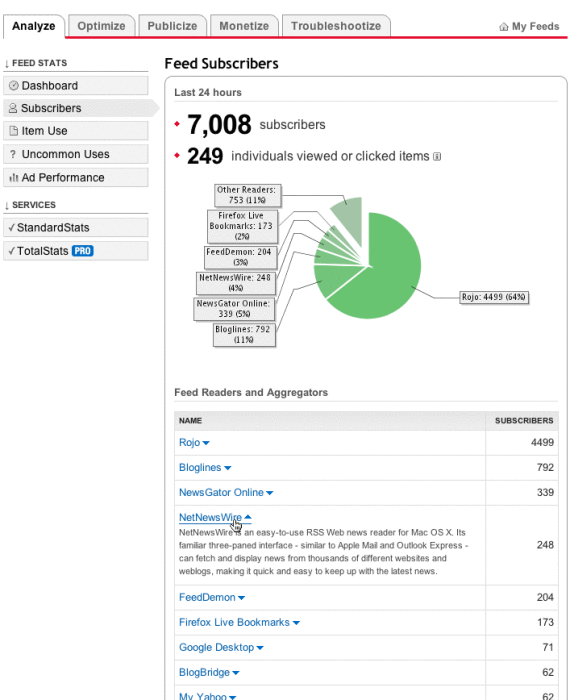 Analyze
Optimize
Publicize
Monetize
Troubleshootize
My Feeds
↓ FEED STATS
Dashboard
Subscribers
Item Use
? Uncommon Uses
Ad Performance
↓ SERVICES
✓ StandardStats
✓ TotalStats PRO
Feed Subscribers
Last 24 hours
7,008 subscribers
249 individuals viewed or clicked items
Other Readers:
753 (11%)
Firefox Live
Bookmarks: 173
(2%)
FeedDemon: 204
(3%)
NetNewsWire: 248
(4%)
NewsGator Online:
339 (5%)
Bloglines: 792
(11%)
Rojo: 4499 (64%)
Feed Readers and Aggregators
NAME SUBSCRIBERS
Rojo 4499
Bloglines 792
NewsGator Online 339
NetNewsWire
NetNewsWire is an easy-to-use RSS Web news reader for Mac OS X. Its
familiar three-paned interface - similar to Apple Mail and Outlook Express -
can fetch and display news from thousands of different websites and
weblogs, making it quick and easy to keep up with the latest news.
248
FeedDemon 204
Firefox Live Bookmarks 173
Google Desktop 71
BlogBridge 62
My Yahoo 62